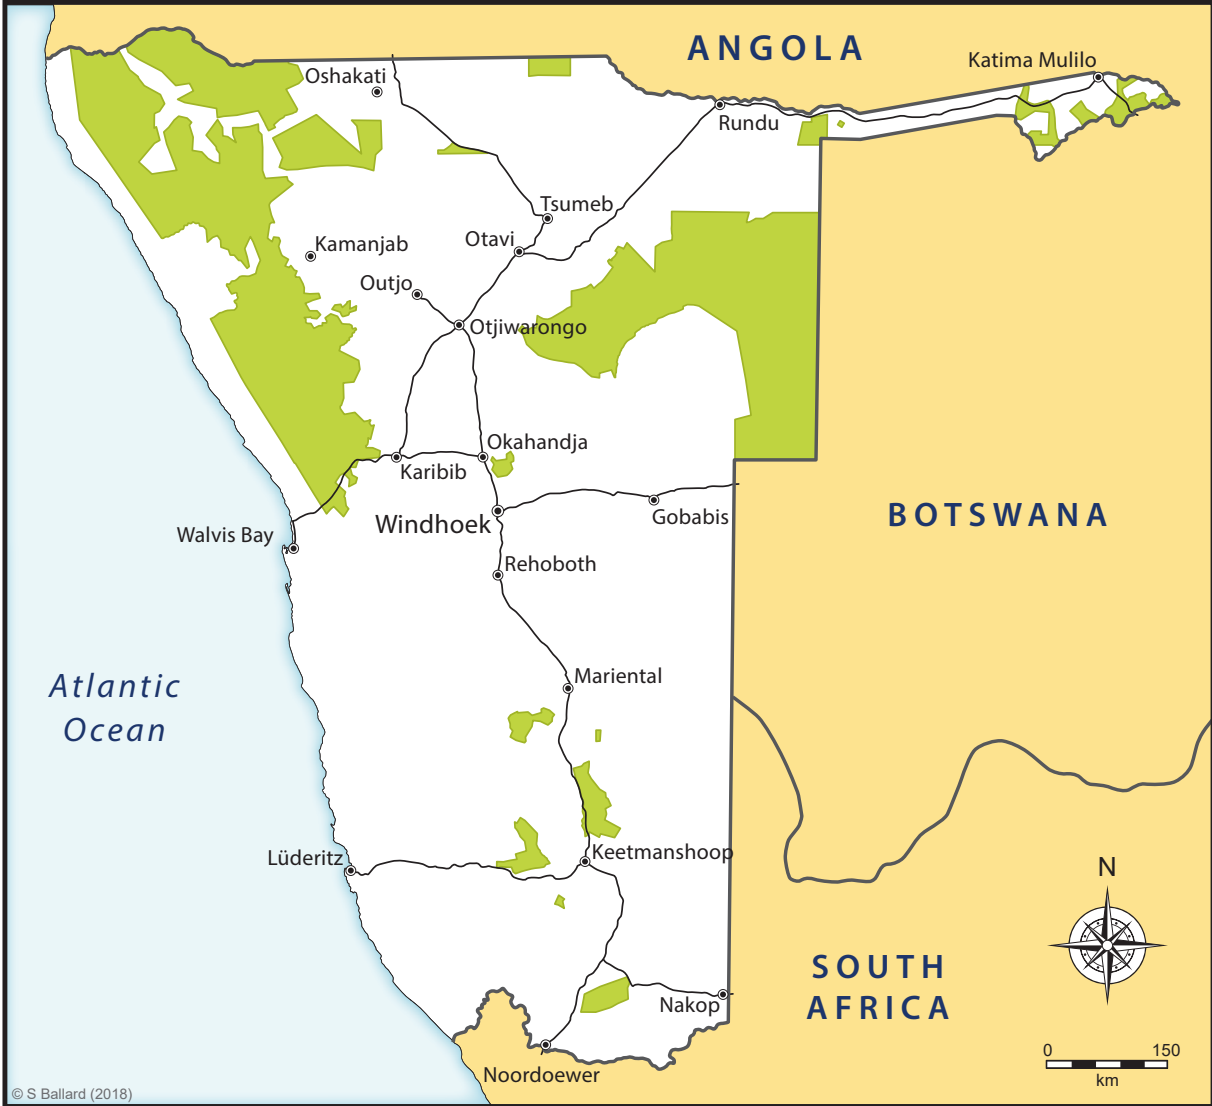 ANGOLA
Katima Mulilo
Oshakati
Rundu
Tsumeb
Otavi
Kamanjab
Outjo
Otjiwarongo
Okahandja
Karibib
Windhoek
Gobabis
BOTSWANA
Walvis Bay
Rehoboth
Mariental
Atlantic
Ocean
Lüderitz
Keetmanshoop
N
SOUTH
AFRICA
Nakop
Noordoewer
0 150
km
© S Ballard (2018)